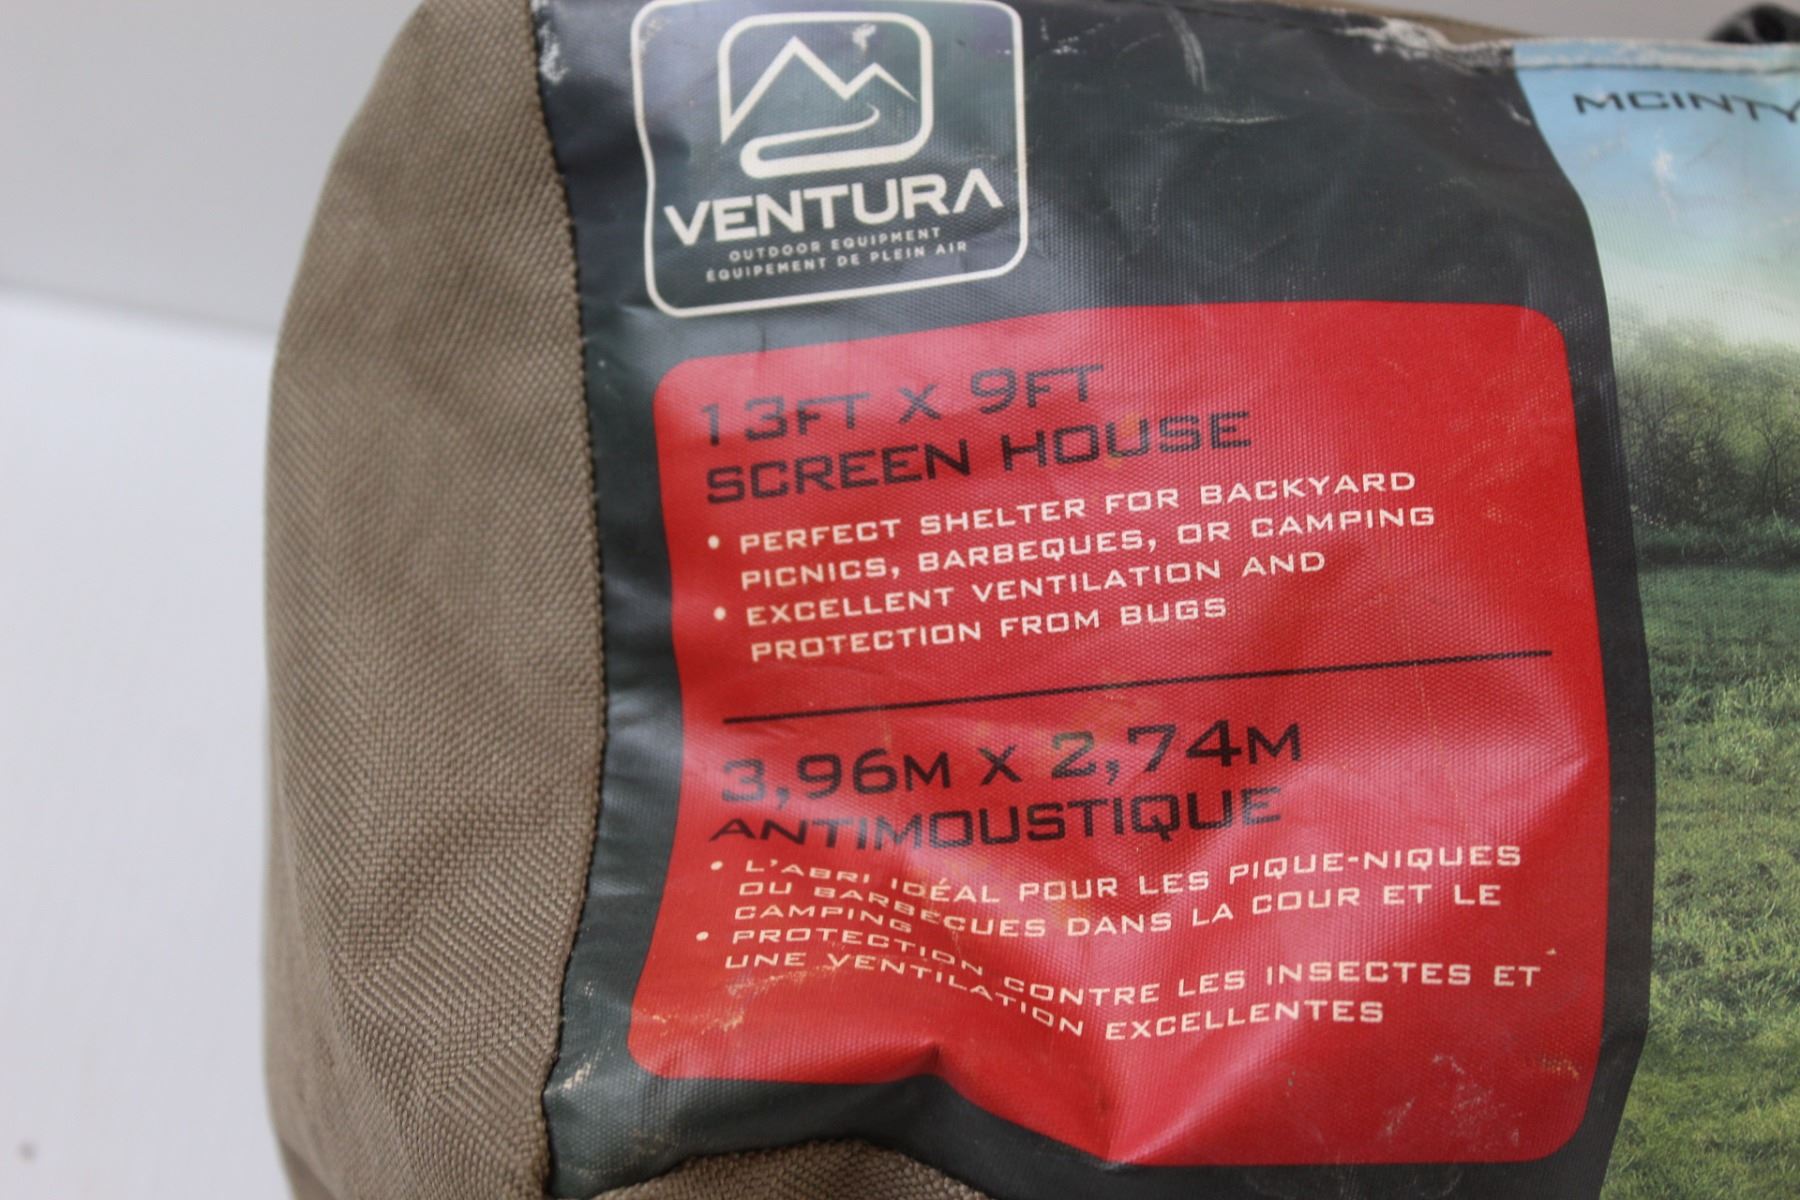 VENTURA
OUTDOOR EQUIPMENT
ÉQUIPEMENT DE PLEIN AIR
13FT X 9FT
SCREEN HOUSE
• PERFECT SHELTER FOR BACKYARD
PICNICS, BARBEQUES, OR CAMPING
• EXCELLENT VENTILATION AND
PROTECTION FROM BUGS
3,96M X 2,74M
ANTIMOUSTIQUE
• L'ABRI IDÉAL POUR LES PIQUE-NIQUES
OU BARBECUES DANS LA COUR ET LE
CAMPING
• PROTECTION CONTRE LES INSECTES ET
UNE VENTILATION EXCELLENTES